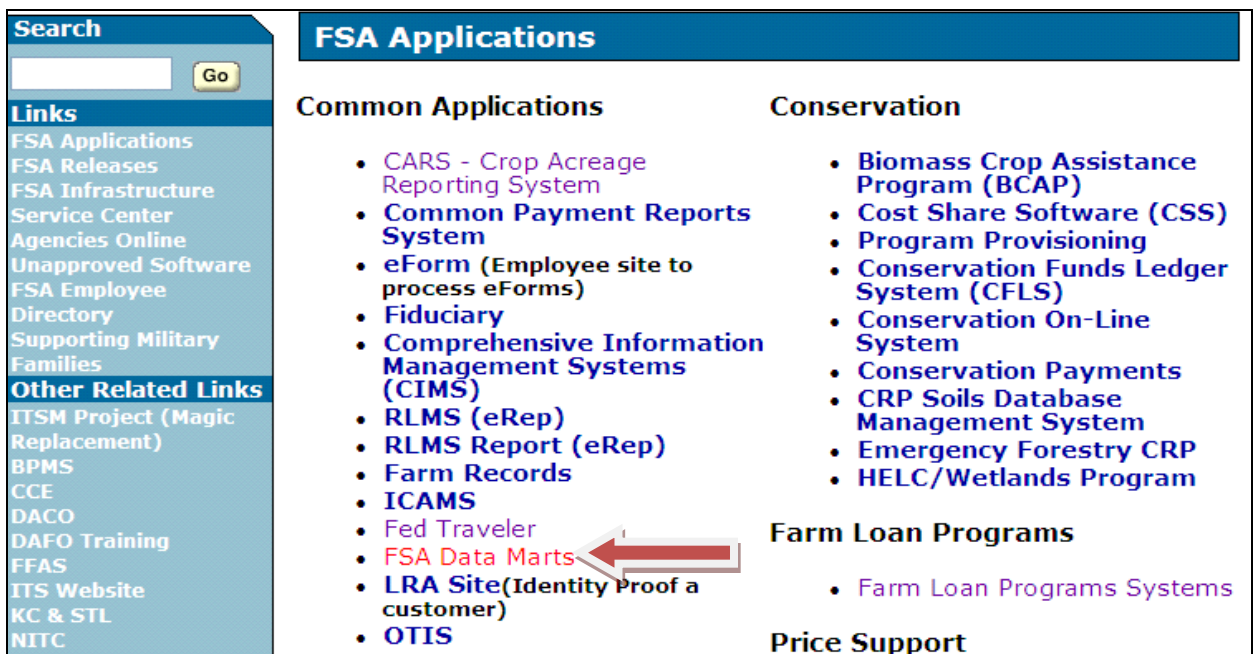 Search
Go
Links
FSA Applications
FSA Releases
FSA Infrastructure
Service Center
Agencies Online
Unapproved Software
FSA Employee
Directory
Supporting Military
Families
Other Related Links
ITSM Project (Magic
Replacement)
BPMS
CCE
DACO
DAFO Training
FFAS
ITS Website
KC & STL
NITC
FSA Applications
Common Applications
• CARS - Crop Acreage
Reporting System
• Common Payment Reports
System
• eForm (Employee site to
process eForms)
• Fiduciary
• Comprehensive Information
Management Systems
(CIMS)
• RLMS (eRep)
• RLMS Report (eRep)
• Farm Records
• ICAMS
• Fed Traveler
• FSA Data Marts
• LRA Site(Identity Proof a
customer)
• OTIS
Conservation
• Biomass Crop Assistance
Program (BCAP)
• Cost Share Software (CSS)
• Program Provisioning
• Conservation Funds Ledger
System (CFLS)
• Conservation On-Line
System
• Conservation Payments
• CRP Soils Database
Management System
• Emergency Forestry CRP
• HELC/Wetlands Program
Farm Loan Programs
• Farm Loan Programs Systems
Price Support